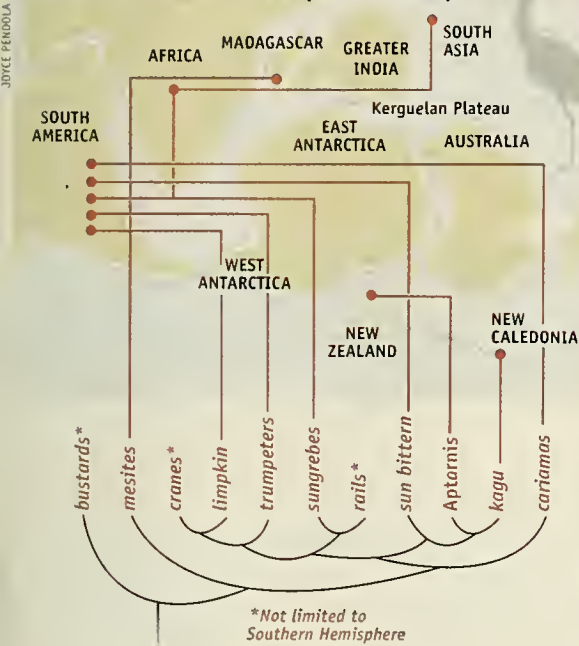 JOYCE PENDOLA
SOUTH
ASIA
AFRICA
MADAGASCAR
GREATER
INDIA
Kerguelan Plateau
SOUTH
AMERICA
EAST
ANTARCTICA
AUSTRALIA
WEST
ANTARCTICA
NEW
ZEALAND
NEW
CALEDONIA
bustards*
mesites
cranes*
limpkin
trumpeters
sungrebes
rails*
sun bittern
Aptornis
kagu
cariamas
*Not limited to
Southern Hemisphere